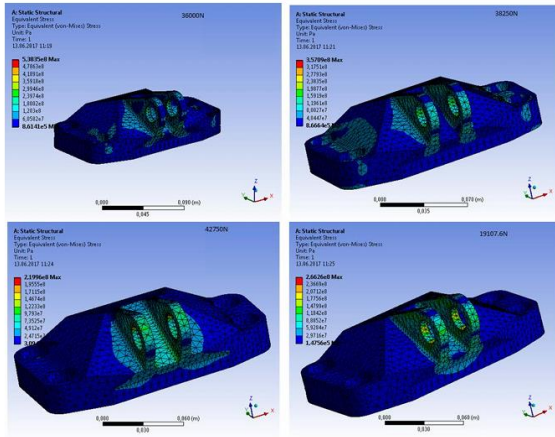 A: Static Structural
Equivalent Stress
Type: Equivalent (von-Mises) Stress
Unit: Pa
Time: 1
13.06.2017 11:18
36000N
5,3835e8 Max
4,7863e8
4,1891e8
3,5918e8
2,9946e8
2,3974e8
1,8002e8
1,203e8
6,0582e7
8,6141e5
0,000
0,045
0,090 (m)
A: Static Structural
Equivalent Stress
Type: Equivalent (von-Mises) Stress
Unit: Pa
Time: 1
13.06.2017 11:21
38250N
3,5709e8 Max
3,1751e8
2,7793e8
2,3835e8
1,9877e8
1,5919e8
1,1961e8
8,0027e7
4,0447e7
8,6664e5
0,000
0,035
0,070 (m)
A: Static Structural
Equivalent Stress
Type: Equivalent (von-Mises) Stress
Unit: Pa
Time: 1
13.06.2017 11:24
42750N
2,1996e8 Max
1,9555e8
1,7115e8
1,4674e8
1,2233e8
9,793e7
7,3525e7
4,912e7
2,4715e7
0,000
0,030
0,060 (m)
A: Static Structural
Equivalent Stress
Type: Equivalent (von-Mises) Stress
Unit: Pa
Time: 1
13.06.2017 11:25
19107.6N
2,6626e8 Max
2,3669e8
2,0712e8
1,7756e8
1,4799e8
1,1842e8
8,8852e7
5,9284e7
2,9716e7
1,4756e5
0,000
0,030
0,060 (m)